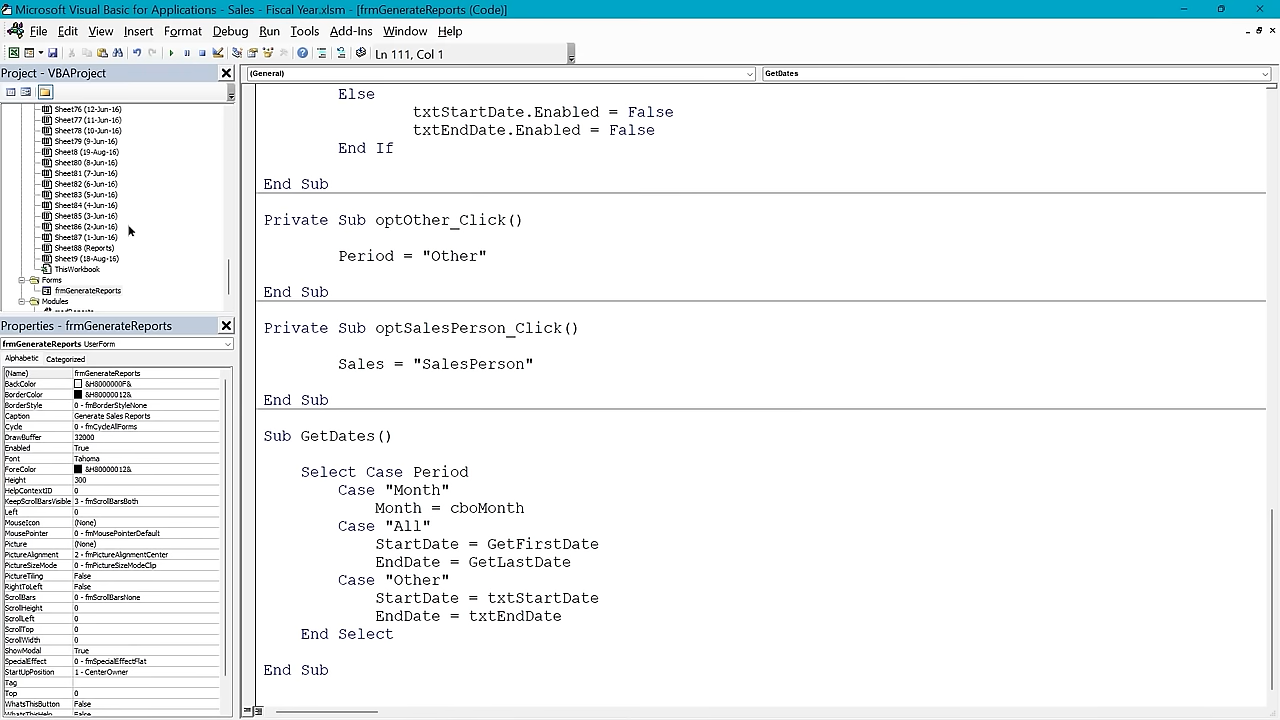 Microsoft Visual Basic for Applications - Sales - Fiscal Year.xlsm - [frmGenerateReports (Code)]
File Edit View Insert Format Debug Run Tools Add-Ins Window Help
Ln 111, Col 1
Project - VBAProject
Sheet76 (12-Jun-16)
Sheet77 (11-Jun-16)
Sheet78 (10-Jun-16)
Sheet79 (9-Jun-16)
Sheet8 (19-Aug-16)
Sheet80 (8-Jun-16)
Sheet81 (7-Jun-16)
Sheet82 (6-Jun-16)
Sheet83 (5-Jun-16)
Sheet84 (4-Jun-16)
Sheet85 (3-Jun-16)
Sheet86 (2-Jun-16)
Sheet87 (1-Jun-16)
Sheet88 (Reports)
Sheet9 (18-Aug-16)
ThisWorkbook
Forms
frmGenerateReports
Modules
Properties - frmGenerateReports
frmGenerateReports UserForm
Alphabetic Categorized
(Name) frmGenerateReports
BackColor &H8000000F&
BorderColor &H80000012&
BorderStyle 0 - fmBorderStyleNone
Caption Generate Sales Reports
Cycle 0 - fmCycleAllForms
DrawBuffer 32000
Enabled True
Font Tahoma
ForeColor &H80000012&
Height 300
HelpContextID 0
KeepScrollBarsVisible 3 - fmScrollBarsBoth
Left 0
MouseIcon (None)
MousePointer 0 - fmMousePointerDefault
Picture (None)
PictureAlignment 2 - fmPictureAlignmentCenter
PictureSizeMode 0 - fmPictureSizeModeClip
PictureTiling False
RightToLeft False
ScrollBars 0 - fmScrollBarsNone
ScrollHeight 0
ScrollLeft 0
ScrollTop 0
ScrollWidth 0
ShowModal True
SpecialEffect 0 - fmSpecialEffectFlat
StartUpPosition 1 - CenterOwner
Tag
Top 0
WhatsThisButton False
WhatsThisHelp False
(General) GetDates
Else
txtStartDate.Enabled = False
txtEndDate.Enabled = False
End If
End Sub
Private Sub optOther_Click()
Period = "Other"
End Sub
Private Sub optSalesPerson_Click()
Sales = "SalesPerson"
End Sub
Sub GetDates()
Select Case Period
Case "Month"
Month = cboMonth
Case "All"
StartDate = GetFirstDate
EndDate = GetLastDate
Case "Other"
StartDate = txtStartDate
EndDate = txtEndDate
End Select
End Sub